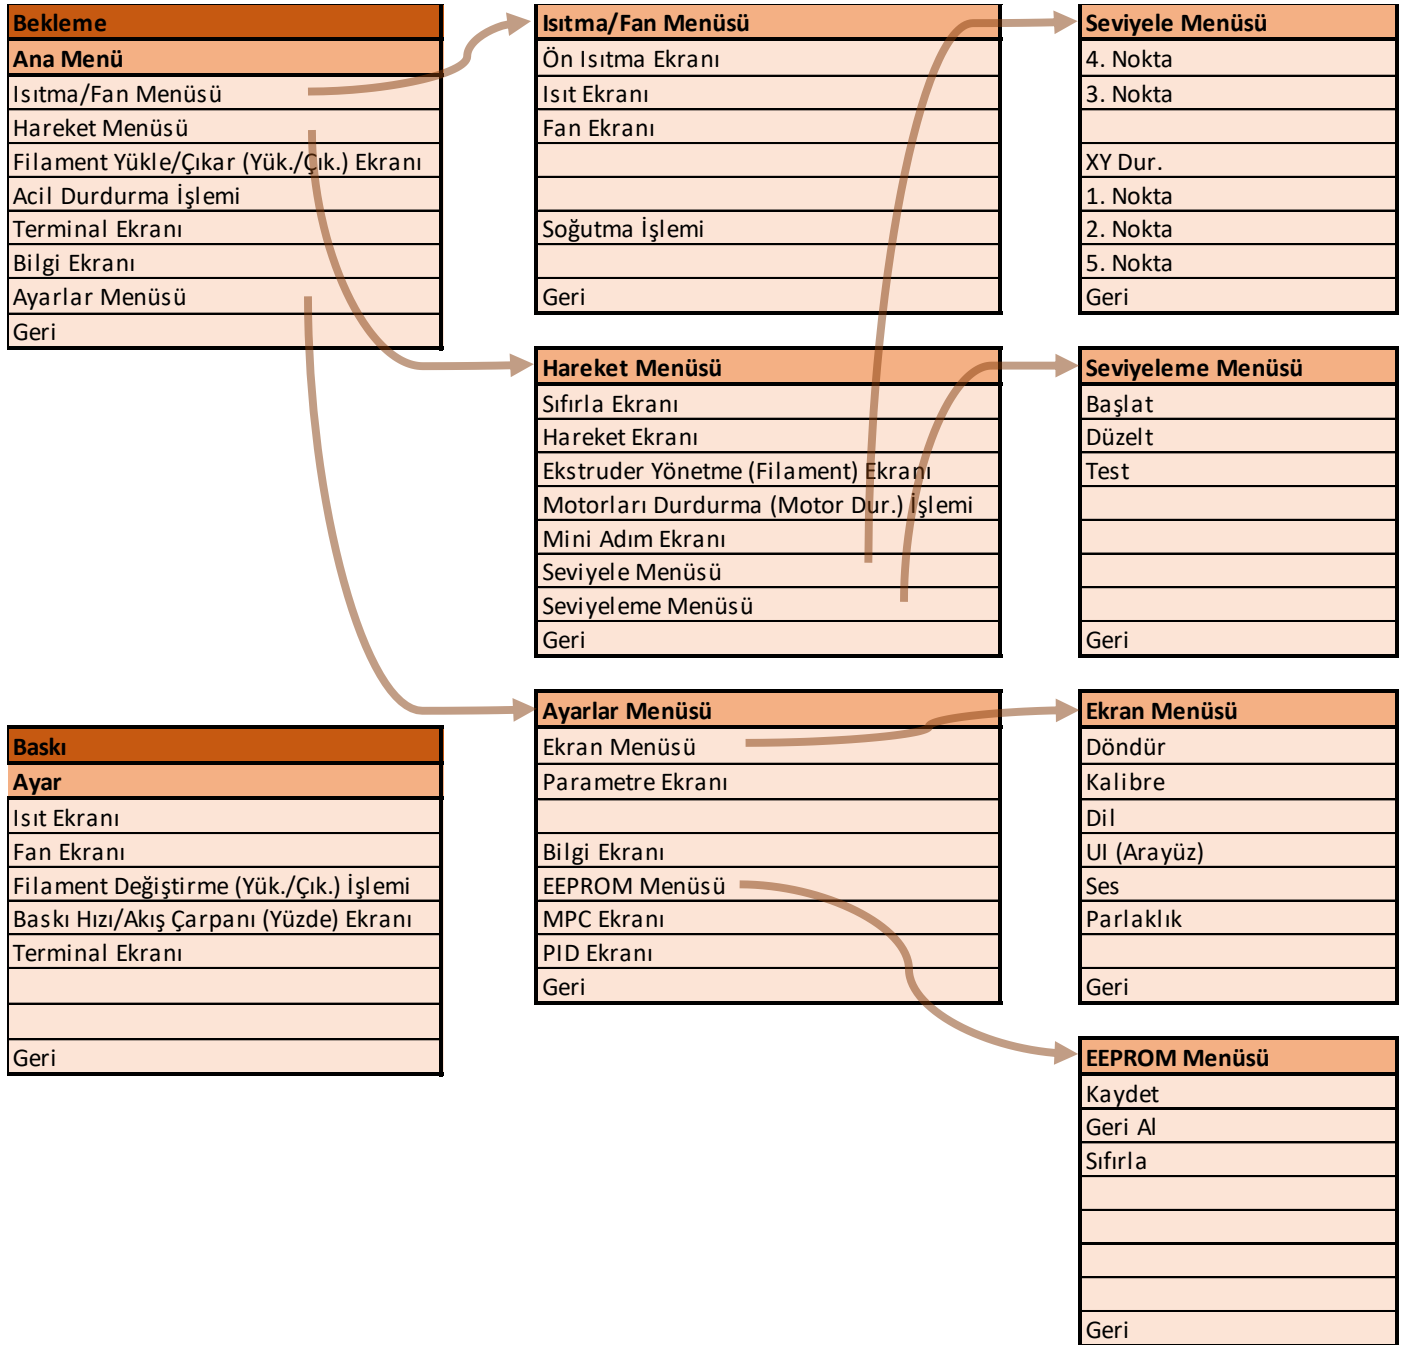 Bekleme
Ana Menü
Isıtma/Fan Menüsü
Hareket Menüsü
Filament Yükle/Çıkar (Yük./Çık.) Ekranı
Acil Durdurma İşlemi
Terminal Ekranı
Bilgi Ekranı
Ayarlar Menüsü
Geri
Isıtma/Fan Menüsü
Ön Isıtma Ekranı
Isıt Ekranı
Fan Ekranı
Soğutma İşlemi
Geri
Seviyele Menüsü
4. Nokta
3. Nokta
XY Dur.
1. Nokta
2. Nokta
5. Nokta
Geri
Hareket Menüsü
Sıfırla Ekranı
Hareket Ekranı
Ekstruder Yönetme (Filament) Ekranı
Motorları Durdurma (Motor Dur.) İşlemi
Mini Adım Ekranı
Seviyele Menüsü
Seviyeleme Menüsü
Geri
Seviyeleme Menüsü
Başlat
Düzelt
Test
Geri
Baskı
Ayar
Isıt Ekranı
Fan Ekranı
Filament Değiştirme (Yük./Çık.) İşlemi
Baskı Hızı/Akış Çarpanı (Yüzde) Ekranı
Terminal Ekranı
Geri
Ayarlar Menüsü
Ekran Menüsü
Parametre Ekranı
Bilgi Ekranı
EEPROM Menüsü
MPC Ekranı
PID Ekranı
Geri
Ekran Menüsü
Döndür
Kalibre
Dil
UI (Arayüz)
Ses
Parlaklık
Geri
EEPROM Menüsü
Kaydet
Geri Al
Sıfırla
Geri